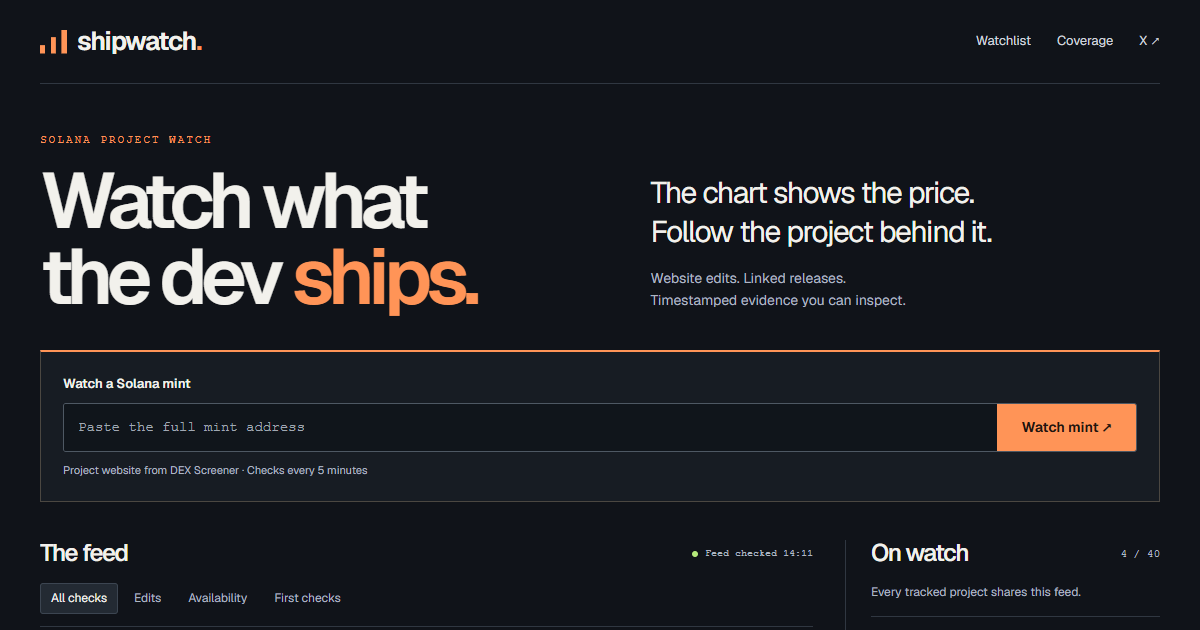 shipwatch.
Watchlist
Coverage
X ↗
SOLANA PROJECT WATCH
Watch what
the dev ships.
The chart shows the price.
Follow the project behind it.
Website edits. Linked releases.
Timestamped evidence you can inspect.
Watch a Solana mint
Paste the full mint address
Watch mint ↗
Project website from DEX Screener · Checks every 5 minutes
The feed
Feed checked 14:11
All checks
Edits
Availability
First checks
On watch
4 / 40
Every tracked project shares this feed.